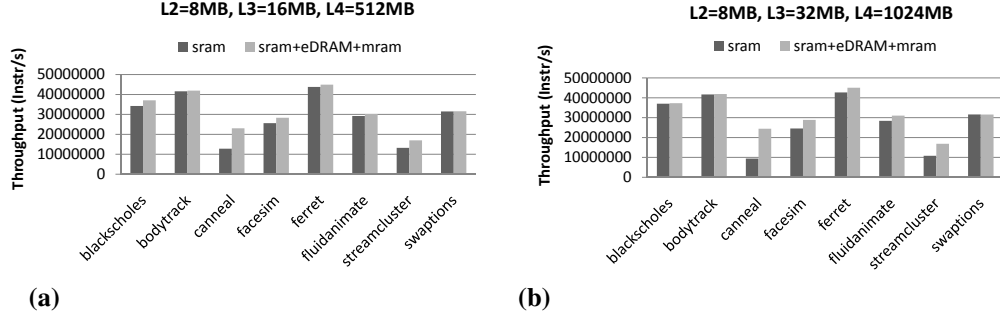 L2=8MB, L3=16MB, L4=512MB
sram sram+eDRAM+mram
Throughput (Instr/s)
50000000
40000000
30000000
20000000
10000000
0
blackscholes
bodytrack
canneal
facesim
ferret
fluidanimate
streamcluster
swaptions
(a)
L2=8MB, L3=32MB, L4=1024MB
sram sram+eDRAM+mram
Throughput (Instr/s)
50000000
40000000
30000000
20000000
10000000
0
blackscholes
bodytrack
canneal
facesim
ferret
fluidanimate
streamcluster
swaptions
(b)